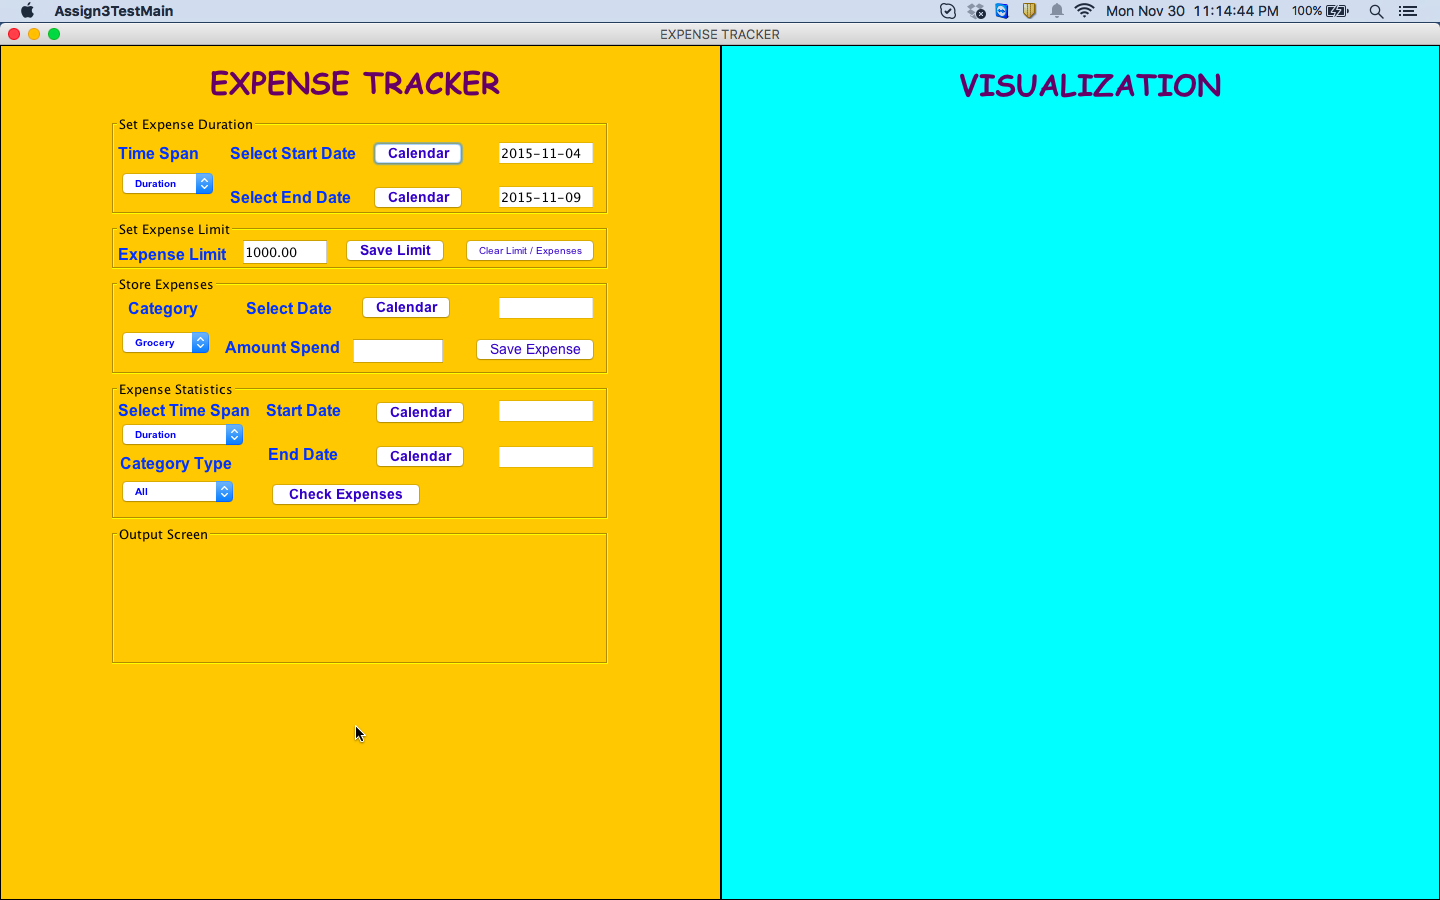 Assign3TestMain
Mon Nov 30 11:14:44 PM 100%
EXPENSE TRACKER
EXPENSE TRACKER
Set Expense Duration
Time Span Select Start Date Calendar 2015-11-04
Duration
Select End Date Calendar 2015-11-09
Set Expense Limit
Expense Limit 1000.00 Save Limit Clear Limit / Expenses
Store Expenses
Category Select Date Calendar
Grocery Amount Spend Save Expense
Expense Statistics
Select Time Span Start Date Calendar
Duration
End Date Calendar
Category Type
All Check Expenses
Output Screen
VISUALIZATION